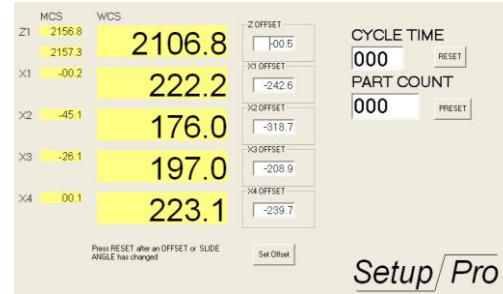 MCS WCS
Z1 2156.8 2106.8 Z OFFSET -00.5
2157.3
X1 -00.2 222.2 X1 OFFSET -242.6
X2 -45.1 176.0 X2 OFFSET -318.7
X3 -26.1 197.0 X3 OFFSET -208.9
X4 00.1 223.1 X4 OFFSET -239.7
Press RESET after an OFFSET or SLIDE
ANGLE has changed
Set Offset
CYCLE TIME
000 RESET
PART COUNT
000 PRESET
Setup/Pro